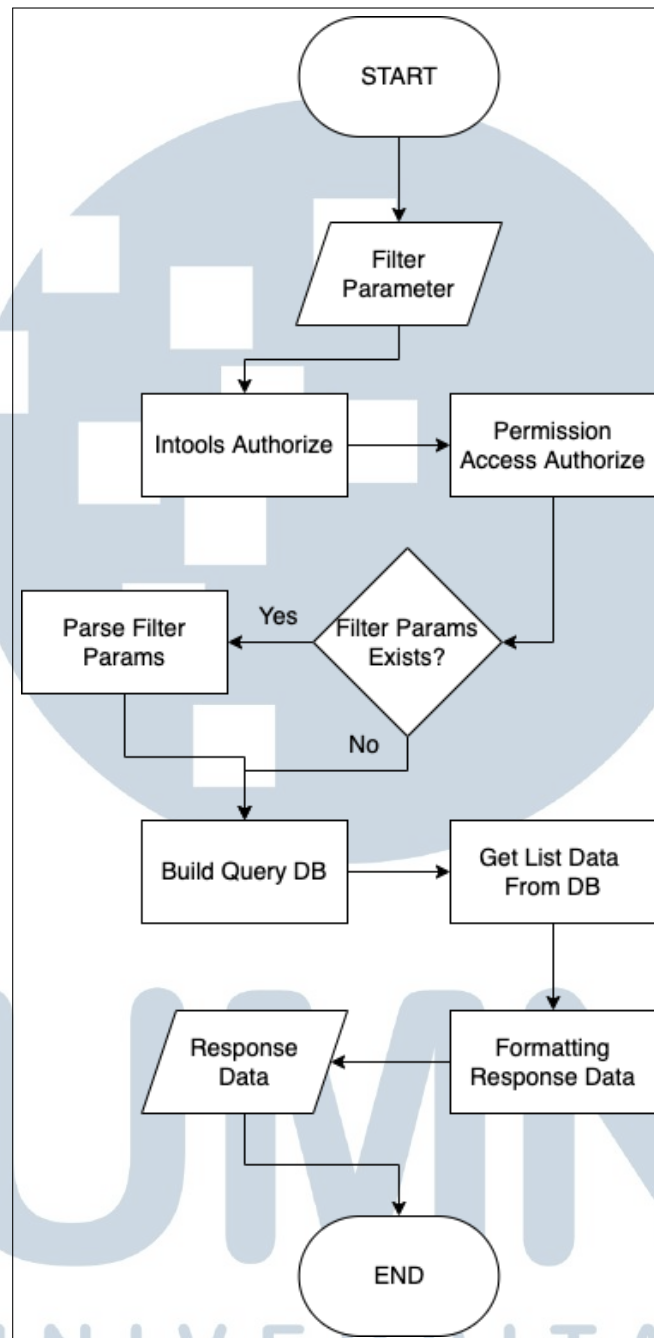 START
Filter
Parameter
Intools Authorize
Permission
Access Authorize
Filter Params
Exists?
Yes
Parse Filter
Params
No
Build Query DB
Get List Data
From DB
Formatting
Response Data
Response
Data
END
UMN